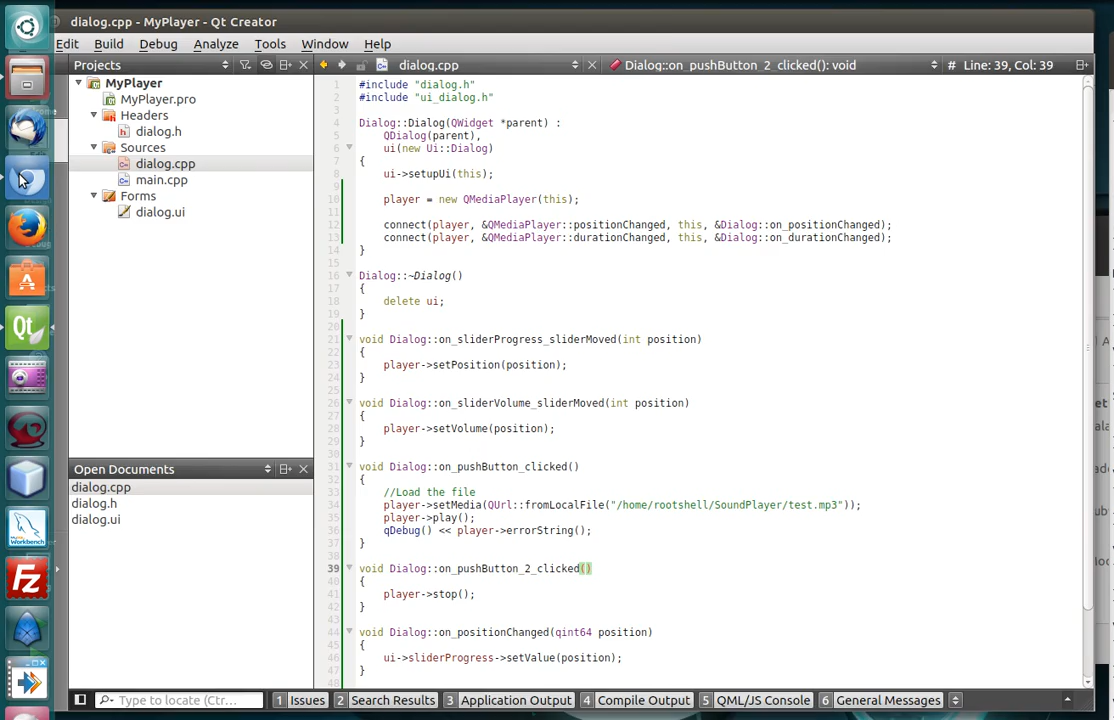 dialog.cpp - MyPlayer - Qt Creator
Edit Build Debug Analyze Tools Window Help
Projects
dialog.cpp
Dialog::on_pushButton_2_clicked(): void
# Line: 39, Col: 39
MyPlayer
MyPlayer.pro
Headers
dialog.h
Sources
dialog.cpp
main.cpp
Forms
dialog.ui
Open Documents
dialog.cpp
dialog.h
dialog.ui
1 #include "dialog.h"
2 #include "ui_dialog.h"
3
4 Dialog::Dialog(QWidget *parent) :
5 QDialog(parent),
6 ui(new Ui::Dialog)
7 {
8 ui->setupUi(this);
9
10 player = new QMediaPlayer(this);
11
12 connect(player, &QMediaPlayer::positionChanged, this, &Dialog::on_positionChanged);
13 connect(player, &QMediaPlayer::durationChanged, this, &Dialog::on_durationChanged);
14 }
15
16 Dialog::~Dialog()
17 {
18 delete ui;
19 }
20
21 void Dialog::on_sliderProgress_sliderMoved(int position)
22 {
23 player->setPosition(position);
24 }
25
26 void Dialog::on_sliderVolume_sliderMoved(int position)
27 {
28 player->setVolume(position);
29 }
30
31 void Dialog::on_pushButton_clicked()
32 {
33 //Load the file
34 player->setMedia(QUrl::fromLocalFile("/home/rootshell/SoundPlayer/test.mp3"));
35 player->play();
36 qDebug() << player->errorString();
37 }
38
39 void Dialog::on_pushButton_2_clicked()
40 {
41 player->stop();
42 }
43
44 void Dialog::on_positionChanged(qint64 position)
45 {
46 ui->sliderProgress->setValue(position);
47 }
48
Type to locate (Ctrl...
1 Issues
2 Search Results
3 Application Output
4 Compile Output
5 QML/JS Console
6 General Messages
Qt
MySQL
Workbench
Fz